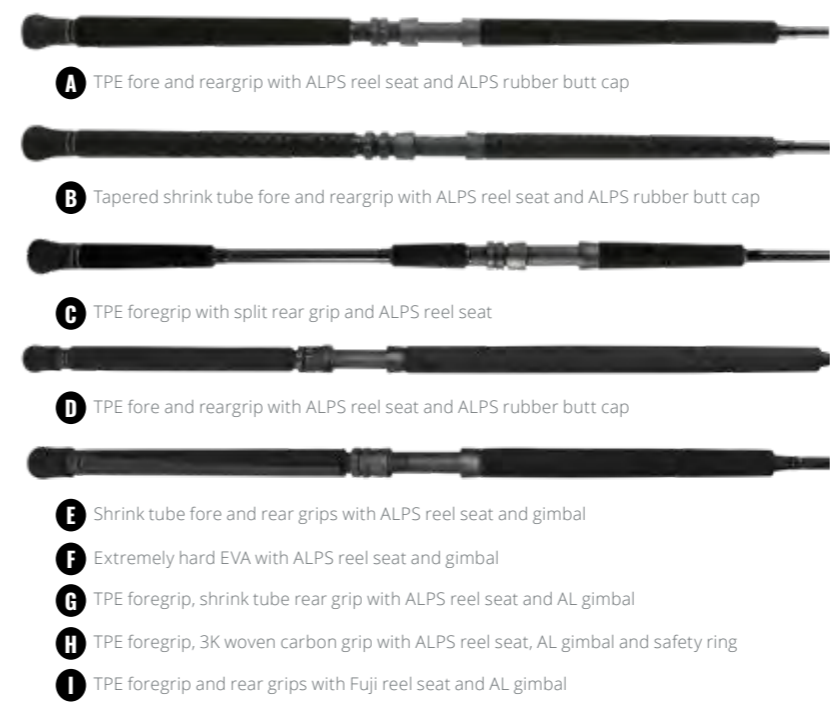 A TPE fore and reargrip with ALPS reel seat and ALPS rubber butt cap
B Tapered shrink tube fore and reargrip with ALPS reel seat and ALPS rubber butt cap
C TPE foregrip with split rear grip and ALPS reel seat
D TPE fore and reargrip with ALPS reel seat and ALPS rubber butt cap
E Shrink tube fore and rear grips with ALPS reel seat and gimbal
F Extremely hard EVA with ALPS reel seat and gimbal
G TPE foregrip, shrink tube rear grip with ALPS reel seat and AL gimbal
H TPE foregrip, 3K woven carbon grip with ALPS reel seat, AL gimbal and safety ring
I TPE foregrip and rear grips with Fuji reel seat and AL gimbal